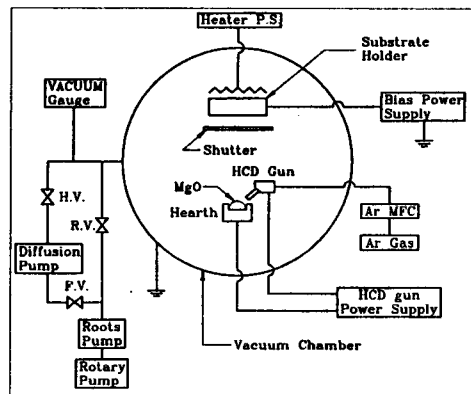 Heater P.S
Substrate
Holder
VACUUM
Gauge
Bias Power
Supply
Shutter
HCD Gun
MgO
H.V.
Hearth
R.V.
Ar MFC
Ar Gas
Diffusion
Pump
F.V.
HCD gun
Power Supply
Roots
Pump
Vacuum Chamber
Rotary
Pump